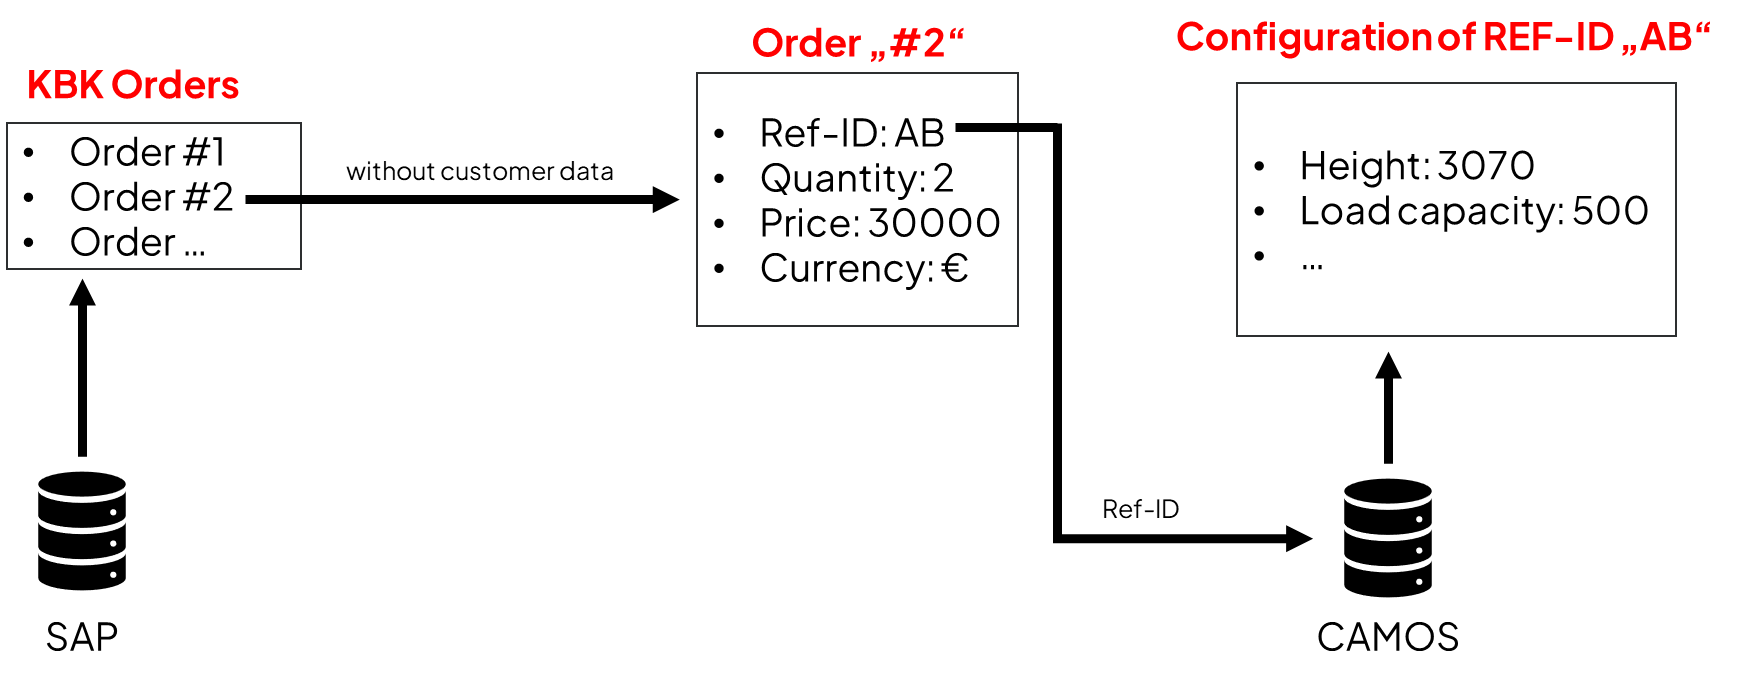 KBK Orders
• Order #1
• Order #2
• Order ...
SAP
without customer data
Order „#2“
• Ref-ID: AB
• Quantity: 2
• Price: 30000
• Currency: €
Ref-ID
Configuration of REF-ID „AB“
• Height: 3070
• Load capacity: 500
• ...
CAMOS